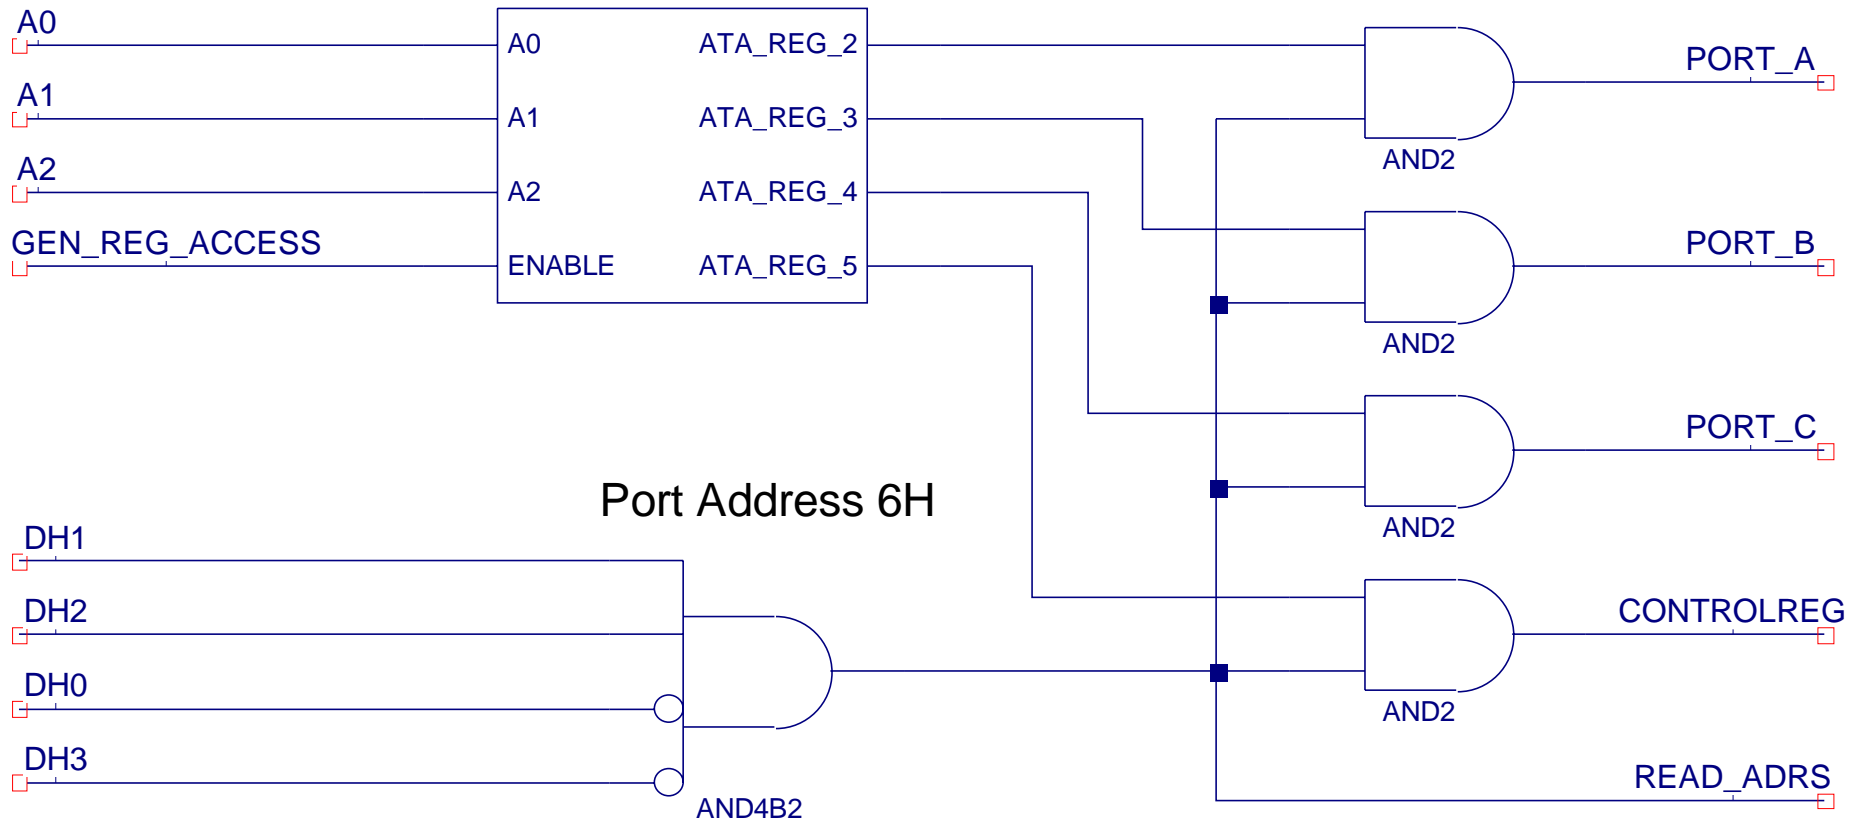 A0
A0
ATA_REG_2
PORT_A
A1
A1
ATA_REG_3
AND2
A2
A2
ATA_REG_4
GEN_REG_ACCESS
ENABLE
ATA_REG_5
PORT_B
AND2
PORT_C
Port Address 6H
AND2
DH1
DH2
CONTROLREG
DH0
AND2
DH3
READ_ADRS
AND4B2